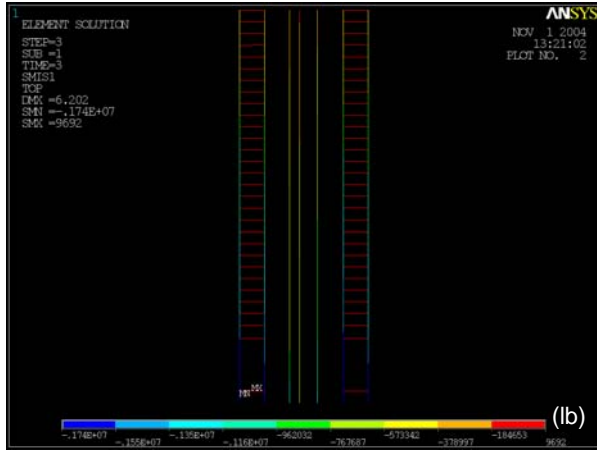 1
ANSYS
ELEMENT SOLUTION
NOV 1 2004
13:21:02
PLOT NO. 2
STEP=3
SUB =1
TIME=3
SMIS1
TOP
DMX =6.202
SMN =-.174E+07
SMX =9692
MN MX
(lb)
-.174E+07 -.155E+07 -.135E+07 -.116E+07 -962032 -767687 -573342 -378997 -184653 9692